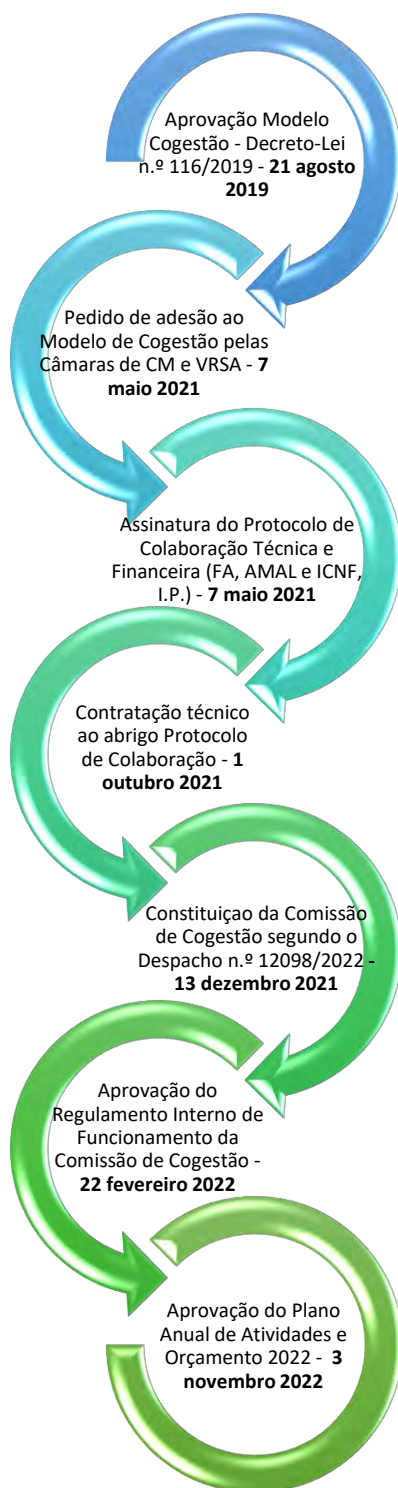 Aprovação Modelo
Cogestão - Decreto-Lei
n.º 116/2019 - 21 agosto
2019
Pedido de adesão ao
Modelo de Cogestão pelas
Câmaras de CM e VRSA - 7
maio 2021
Assinatura do Protocolo de
Colaboração Técnica e
Financeira (FA, AMAL e ICNF,
I.P.) - 7 maio 2021
Contratação técnico
ao abrigo Protocolo
de Colaboração - 1
outubro 2021
Constituiçao da Comissão
de Cogestão segundo o
Despacho n.º 12098/2022 -
13 dezembro 2021
Aprovação do
Regulamento Interno de
Funcionamento da
Comissão de Cogestão -
22 fevereiro 2022
Aprovação do Plano
Anual de Atividades e
Orçamento 2022 - 3
novembro 2022